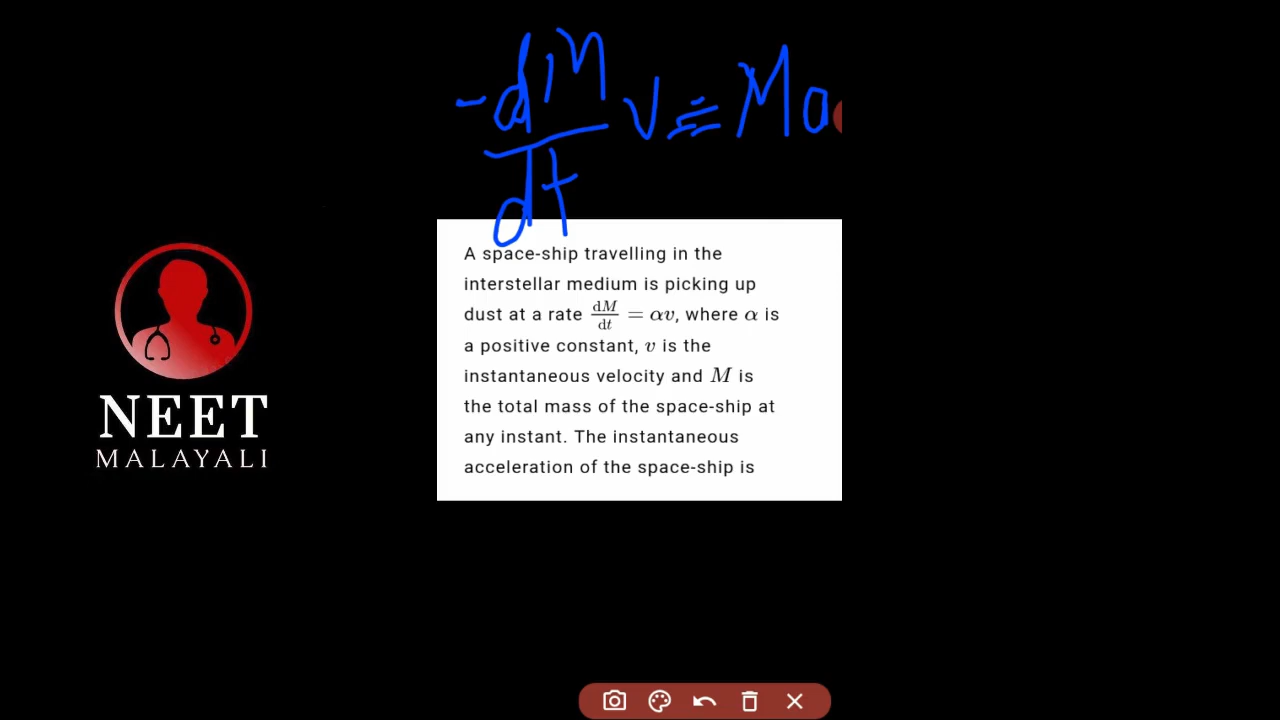 -dM/dt v = Ma
A space-ship travelling in the
interstellar medium is picking up
dust at a rate dM/dt = αv, where α is
a positive constant, v is the
instantaneous velocity and M is
the total mass of the space-ship at
any instant. The instantaneous
acceleration of the space-ship is
NEET
MALAYALI